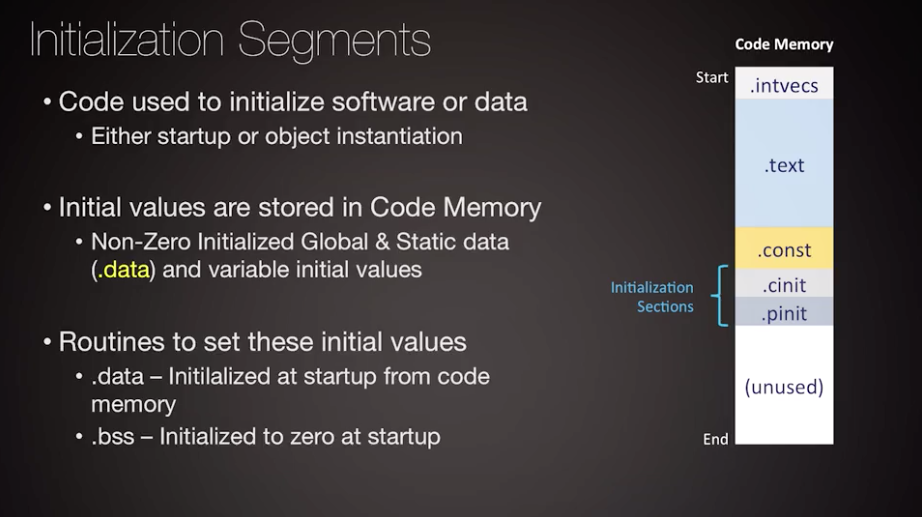 Initialization Segments
• Code used to initialize software or data
• Either startup or object instantiation
• Initial values are stored in Code Memory
• Non-Zero Initialized Global & Static data
(.data) and variable initial values
• Routines to set these initial values
• .data – Initilalized at startup from code
memory
• .bss – Initialized to zero at startup
Code Memory
Start
.intvecs
.text
.const
.cinit
.pinit
Initialization
Sections
(unused)
End